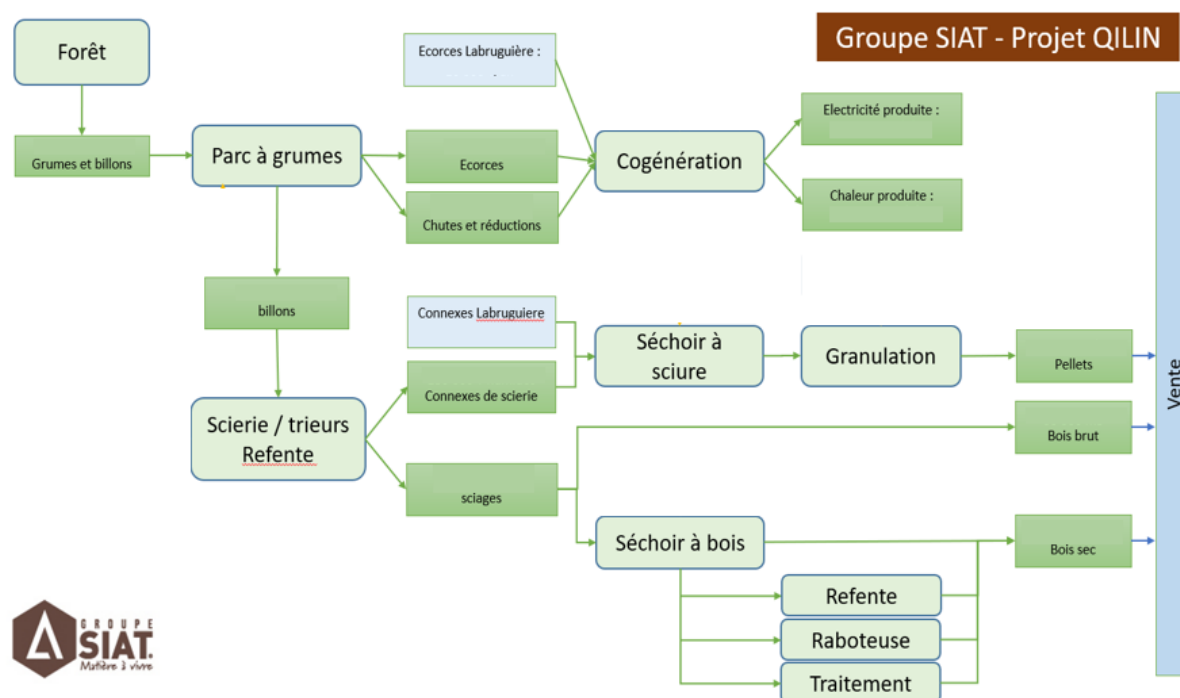 Groupe SIAT - Projet QILIN
Forêt
Ecorces Labruguière :
Electricité produite :
Grumes et billons
Parc à grumes
Ecorces
Cogénération
Chaleur produite :
Chutes et réductions
billons
Connexes Labruguiere
Séchoir à
sciure
Granulation
Pellets
Vente
Connexes de scierie
Scierie / trieurs
Refente
Bois brut
sciages
Séchoir à bois
Bois sec
Refente
Raboteuse
Traitement
GROUPE
SIAT
Matière à vivre